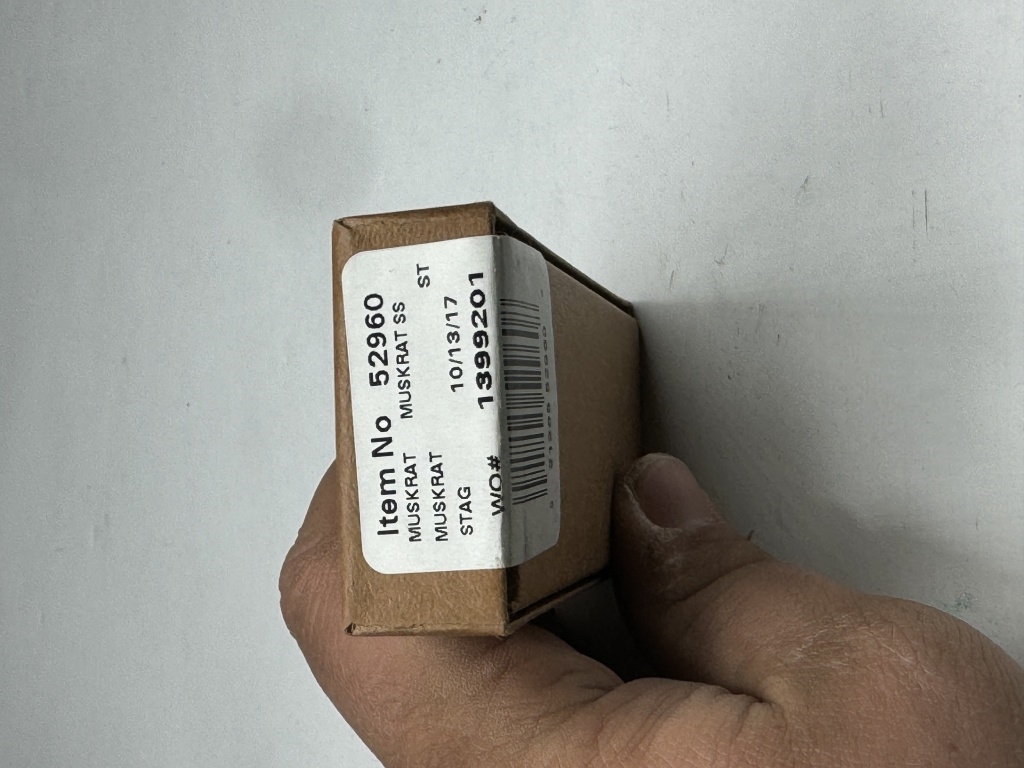 Item No 52960
MUSKRAT MUSKRAT SS
MUSKRAT ST
STAG 10/13/17
WO# 1399201